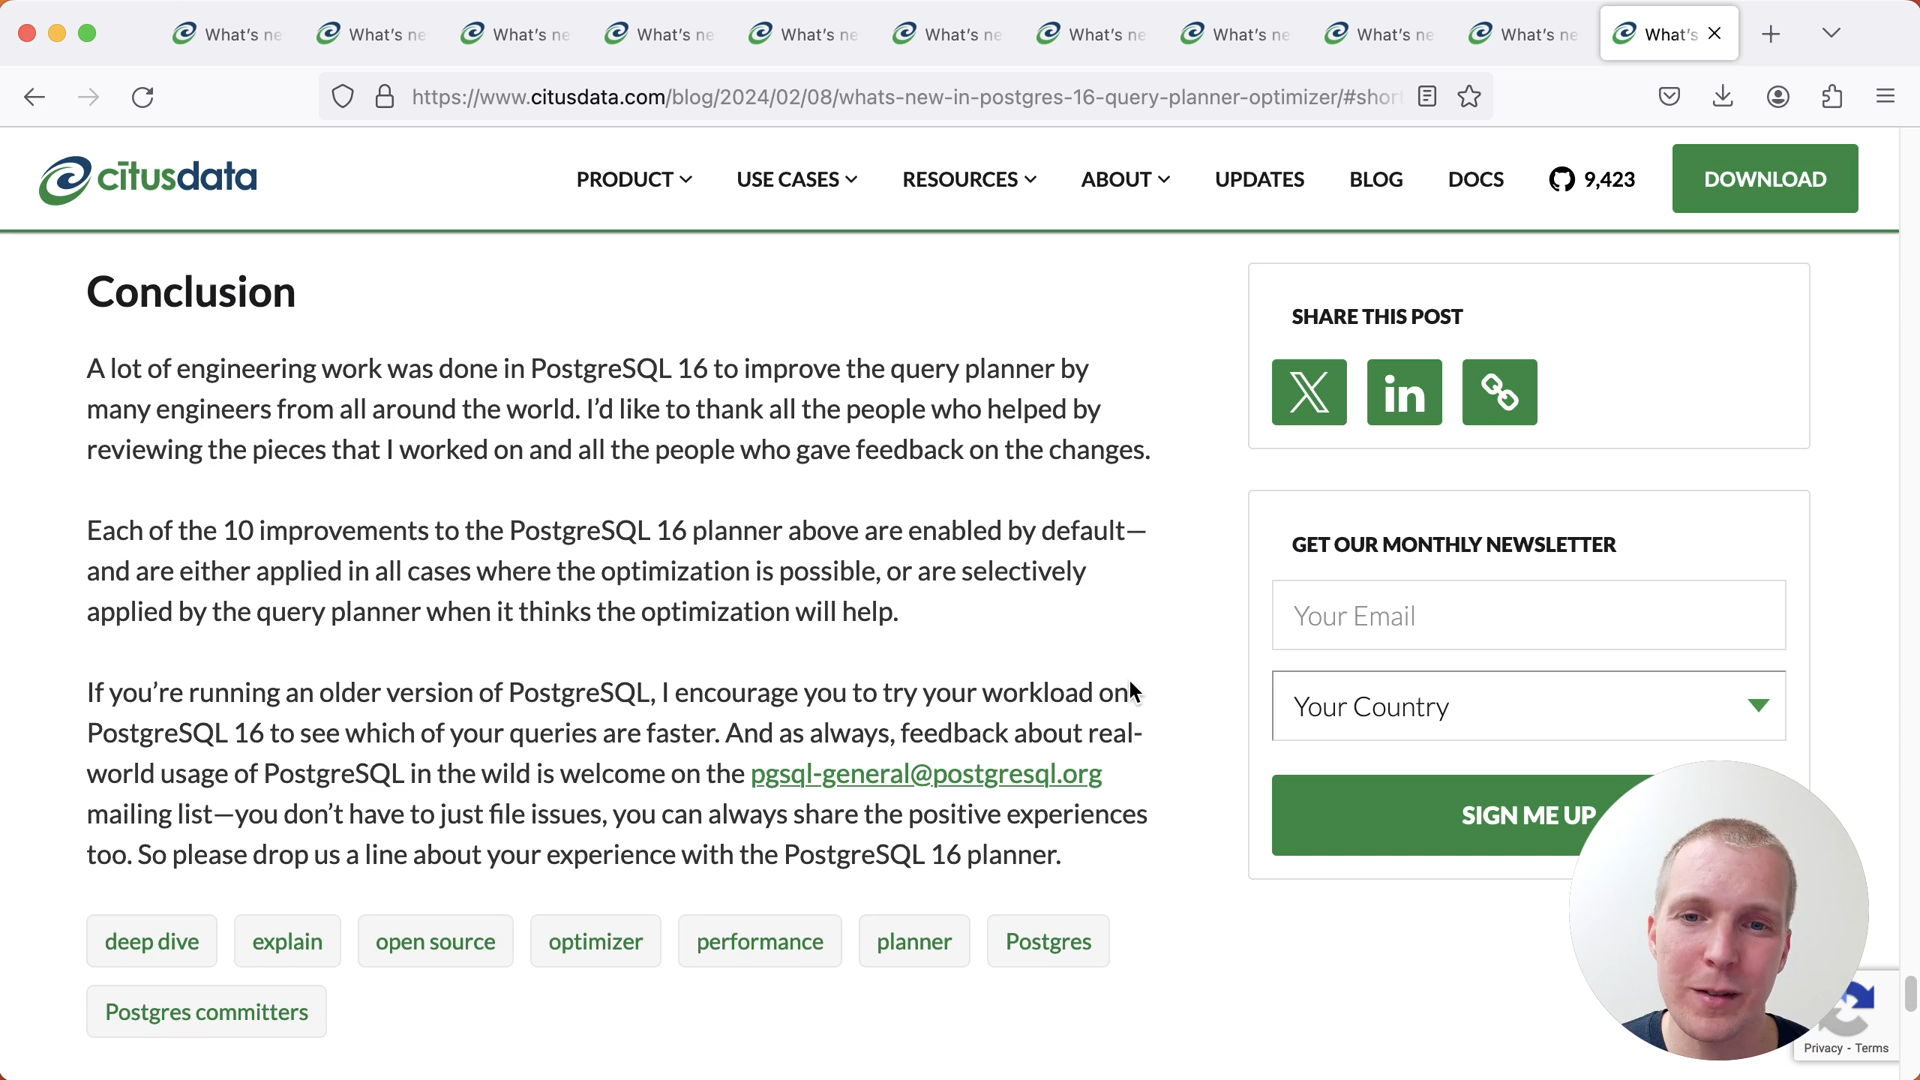 What's ne
What's ne
What's ne
What's ne
What's ne
What's ne
What's ne
What's ne
What's ne
What's ne
What's
https://www.citusdata.com/blog/2024/02/08/whats-new-in-postgres-16-query-planner-optimizer/#short
citusdata
PRODUCT
USE CASES
RESOURCES
ABOUT
UPDATES
BLOG
DOCS
9,423
DOWNLOAD
Conclusion
A lot of engineering work was done in PostgreSQL 16 to improve the query planner by
many engineers from all around the world. I'd like to thank all the people who helped by
reviewing the pieces that I worked on and all the people who gave feedback on the changes.
Each of the 10 improvements to the PostgreSQL 16 planner above are enabled by default—
and are either applied in all cases where the optimization is possible, or are selectively
applied by the query planner when it thinks the optimization will help.
If you're running an older version of PostgreSQL, I encourage you to try your workload on
PostgreSQL 16 to see which of your queries are faster. And as always, feedback about real-
world usage of PostgreSQL in the wild is welcome on the pgsql-general@postgresql.org
mailing list—you don't have to just file issues, you can always share the positive experiences
too. So please drop us a line about your experience with the PostgreSQL 16 planner.
deep dive
explain
open source
optimizer
performance
planner
Postgres
Postgres committers
SHARE THIS POST
GET OUR MONTHLY NEWSLETTER
Your Email
Your Country
SIGN ME UP
Privacy - Terms